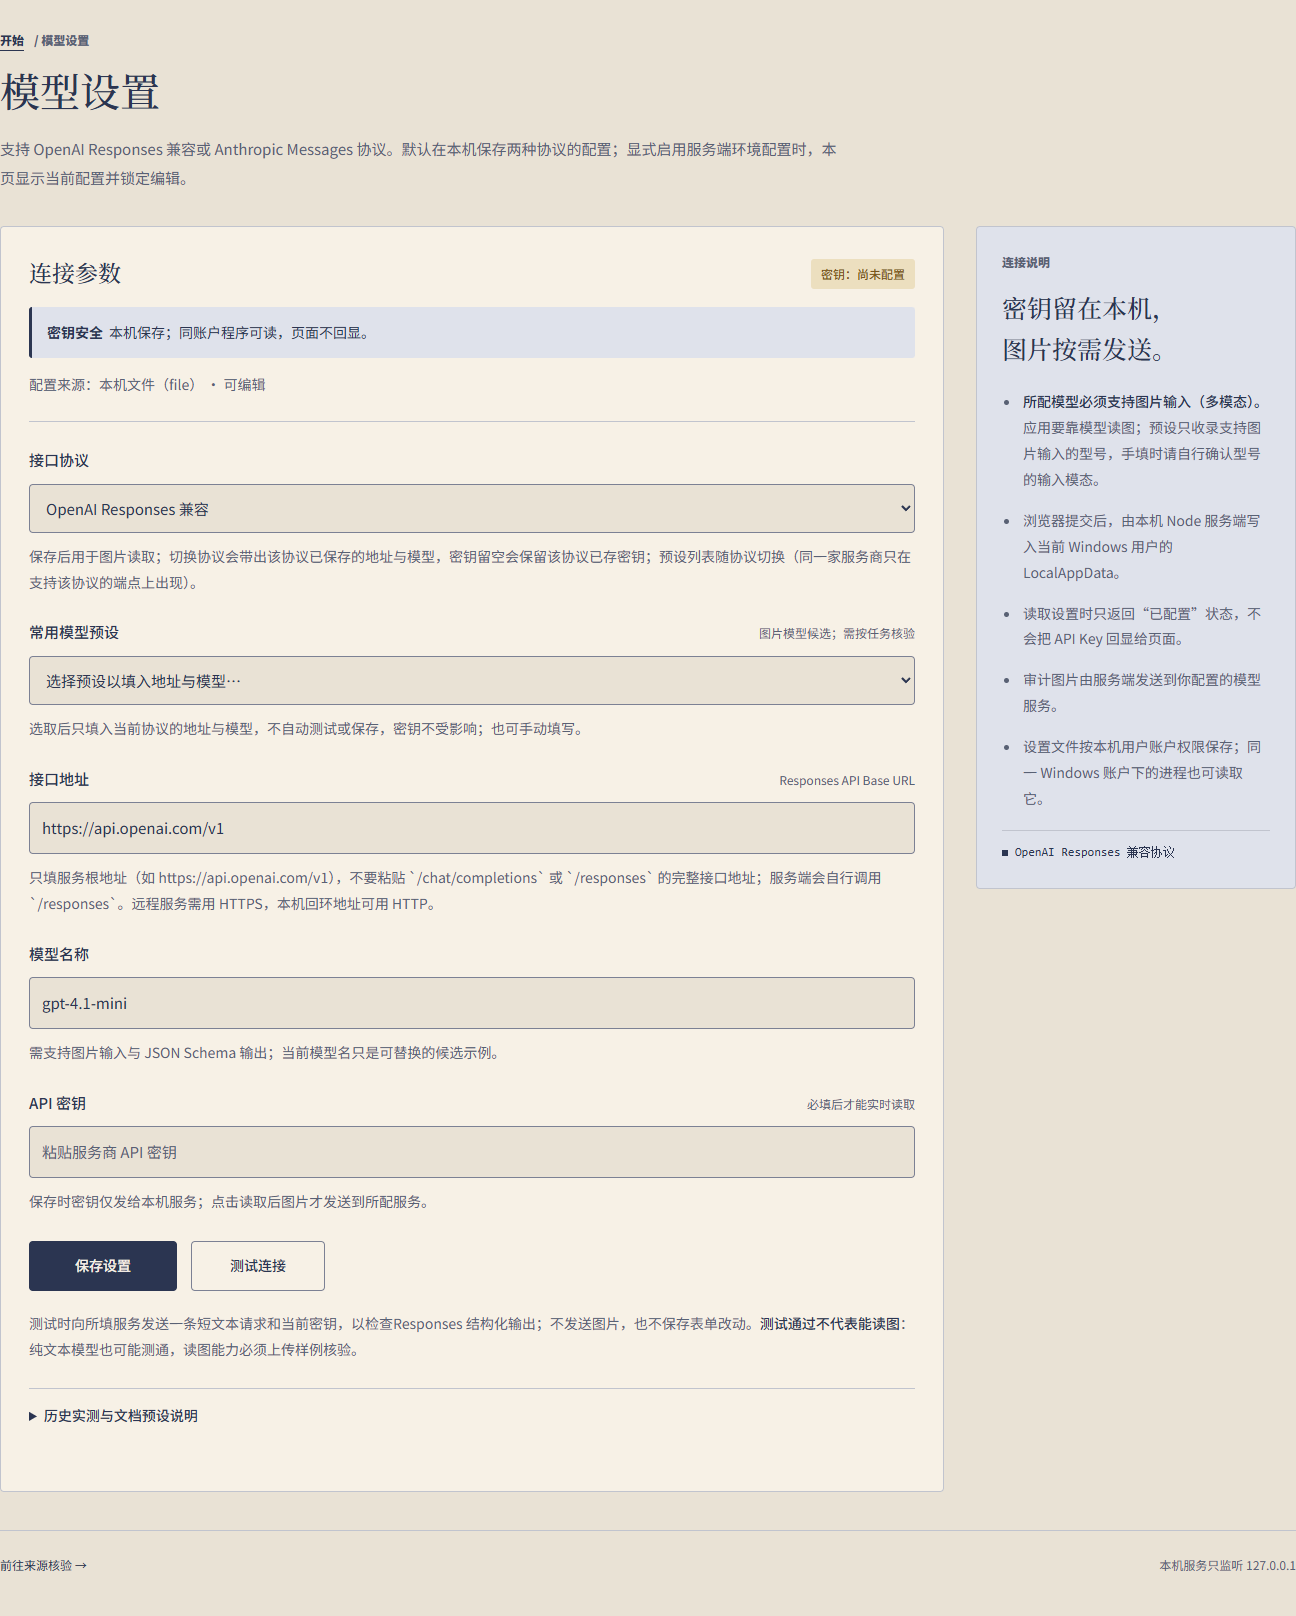 开始 / 模型设置
模型设置
支持 OpenAI Responses 兼容或 Anthropic Messages 协议。默认在本机保存两种协议的配置；显式启用服务端环境配置时，本
页显示当前配置并锁定编辑。
连接参数
密钥：尚未配置
密钥安全 本机保存；同账户程序可读，页面不回显。
配置来源：本机文件（file） · 可编辑
接口协议
OpenAI Responses 兼容
保存后用于图片读取；切换协议会带出该协议已保存的地址与模型，密钥留空会保留该协议已存密钥；预设列表随协议切换（同一家服务商只在
支持该协议的端点上出现）。
常用模型预设
图片模型候选；需按任务核验
选择预设以填入地址与模型…
选取后只填入当前协议的地址与模型，不自动测试或保存，密钥不受影响；也可手动填写。
接口地址
Responses API Base URL
https://api.openai.com/v1
只填服务根地址（如 https://api.openai.com/v1），不要粘贴 `/chat/completions` 或 `/responses` 的完整接口地址；服务端会自行调用
`/responses`。远程服务需用 HTTPS，本机回环地址可用 HTTP。
模型名称
gpt-4.1-mini
需支持图片输入与 JSON Schema 输出；当前模型名只是可替换的候选示例。
API 密钥
必填后才能实时读取
粘贴服务商 API 密钥
保存时密钥仅发给本机服务；点击读取后图片才发送到所配服务。
保存设置
测试连接
测试时向所填服务发送一条短文本请求和当前密钥，以检查Responses 结构化输出；不发送图片，也不保存表单改动。测试通过不代表能读图：
纯文本模型也可能测通，读图能力必须上传样例核验。
▶ 历史实测与文档预设说明
连接说明
密钥留在本机，
图片按需发送。
• 所配模型必须支持图片输入（多模态）。
应用要靠模型读图；预设只收录支持图
片输入的型号，手填时请自行确认型号
的输入模态。
• 浏览器提交后，由本机 Node 服务端写
入当前 Windows 用户的
LocalAppData。
• 读取设置时只返回“已配置”状态，不
会把 API Key 回显给页面。
• 审计图片由服务端发送到你配置的模型
服务。
• 设置文件按本机用户账户权限保存；同
一 Windows 账户下的进程也可读取
它。
■ OpenAI Responses 兼容协议
前往来源核验 →
本机服务只监听 127.0.0.1